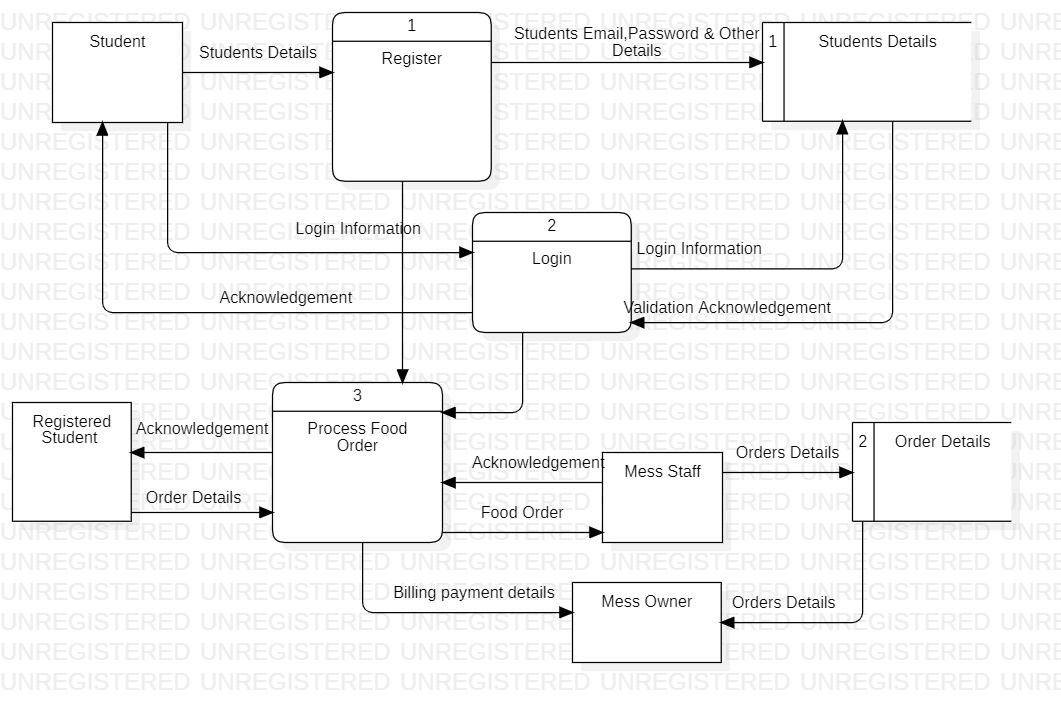 1
Student
Students Details
Register
Students Email,Password & Other
Details
1
Students Details
Login Information
2
Login
Login Information
Acknowledgement
Validation Acknowledgement
3
Process Food
Order
Registered
Student
Acknowledgement
Order Details
Acknowledgement
Food Order
Mess Staff
Orders Details
2
Order Details
Billing payment details
Mess Owner
Orders Details
UNREGISTERED